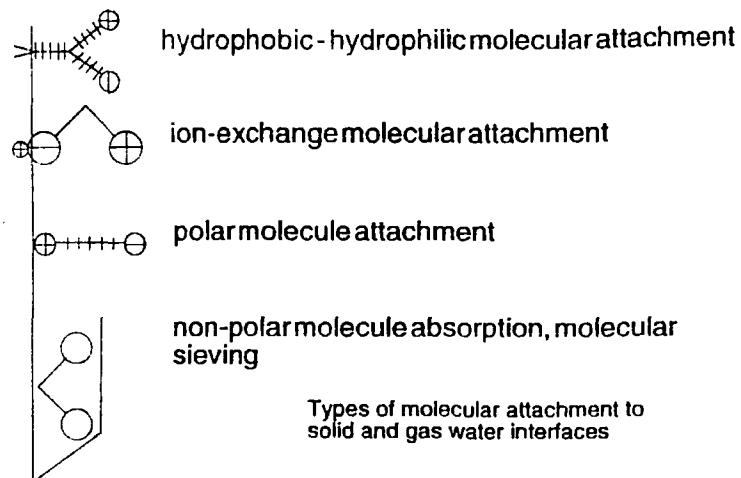 hydrophobic-hydrophilic molecular attachment
ion-exchange molecular attachment
polar molecule attachment
non-polar molecule absorption, molecular
sieving
Types of molecular attachment to
solid and gas water interfaces